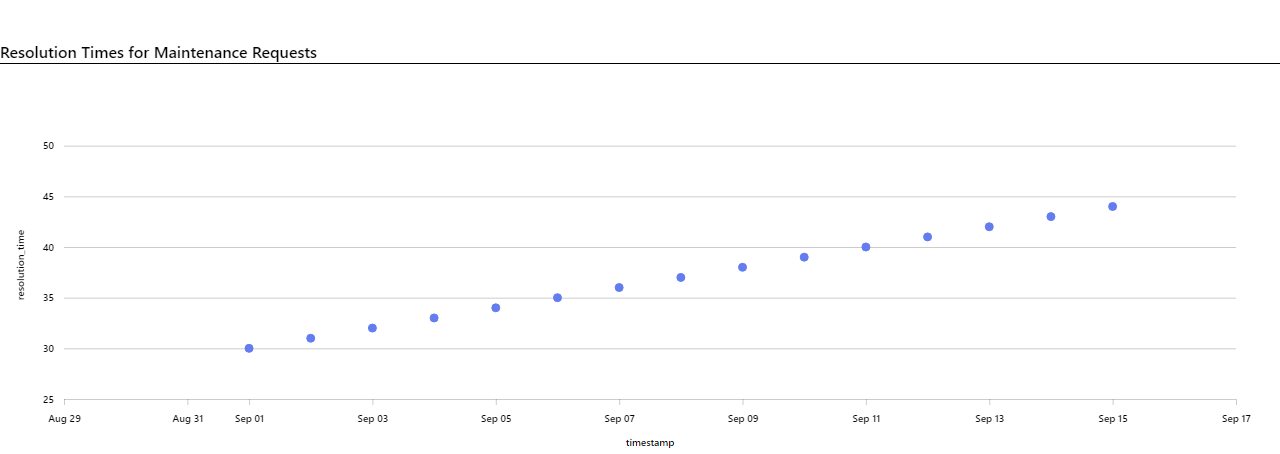 Resolution Times for Maintenance Requests
50
45
40
35
30
25
resolution_time
Aug 29 Aug 31 Sep 01 Sep 03 Sep 05 Sep 07 Sep 09 Sep 11 Sep 13 Sep 15 Sep 17
timestamp